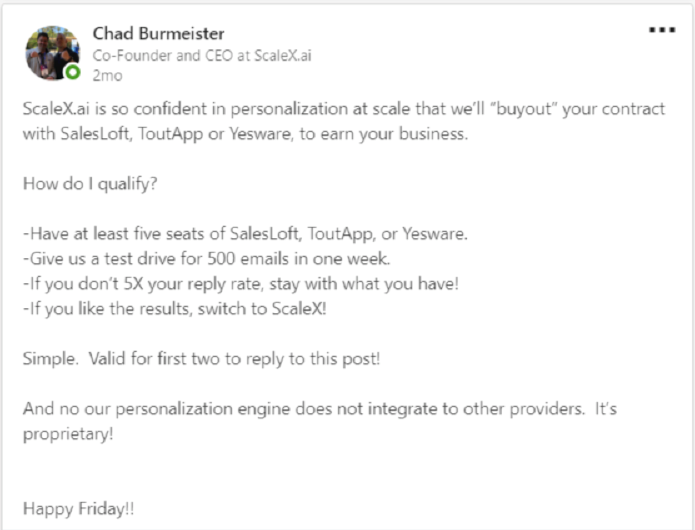 Chad Burmeister
Co-Founder and CEO at ScaleX.ai
2mo
ScaleX.ai is so confident in personalization at scale that we'll "buyout" your contract
with SalesLoft, ToutApp or Yesware, to earn your business.
How do I qualify?
-Have at least five seats of SalesLoft, ToutApp, or Yesware.
-Give us a test drive for 500 emails in one week.
-If you don't 5X your reply rate, stay with what you have!
-If you like the results, switch to ScaleX!
Simple.  Valid for first two to reply to this post!
And no our personalization engine does not integrate to other providers.  It's
proprietary!
Happy Friday!!